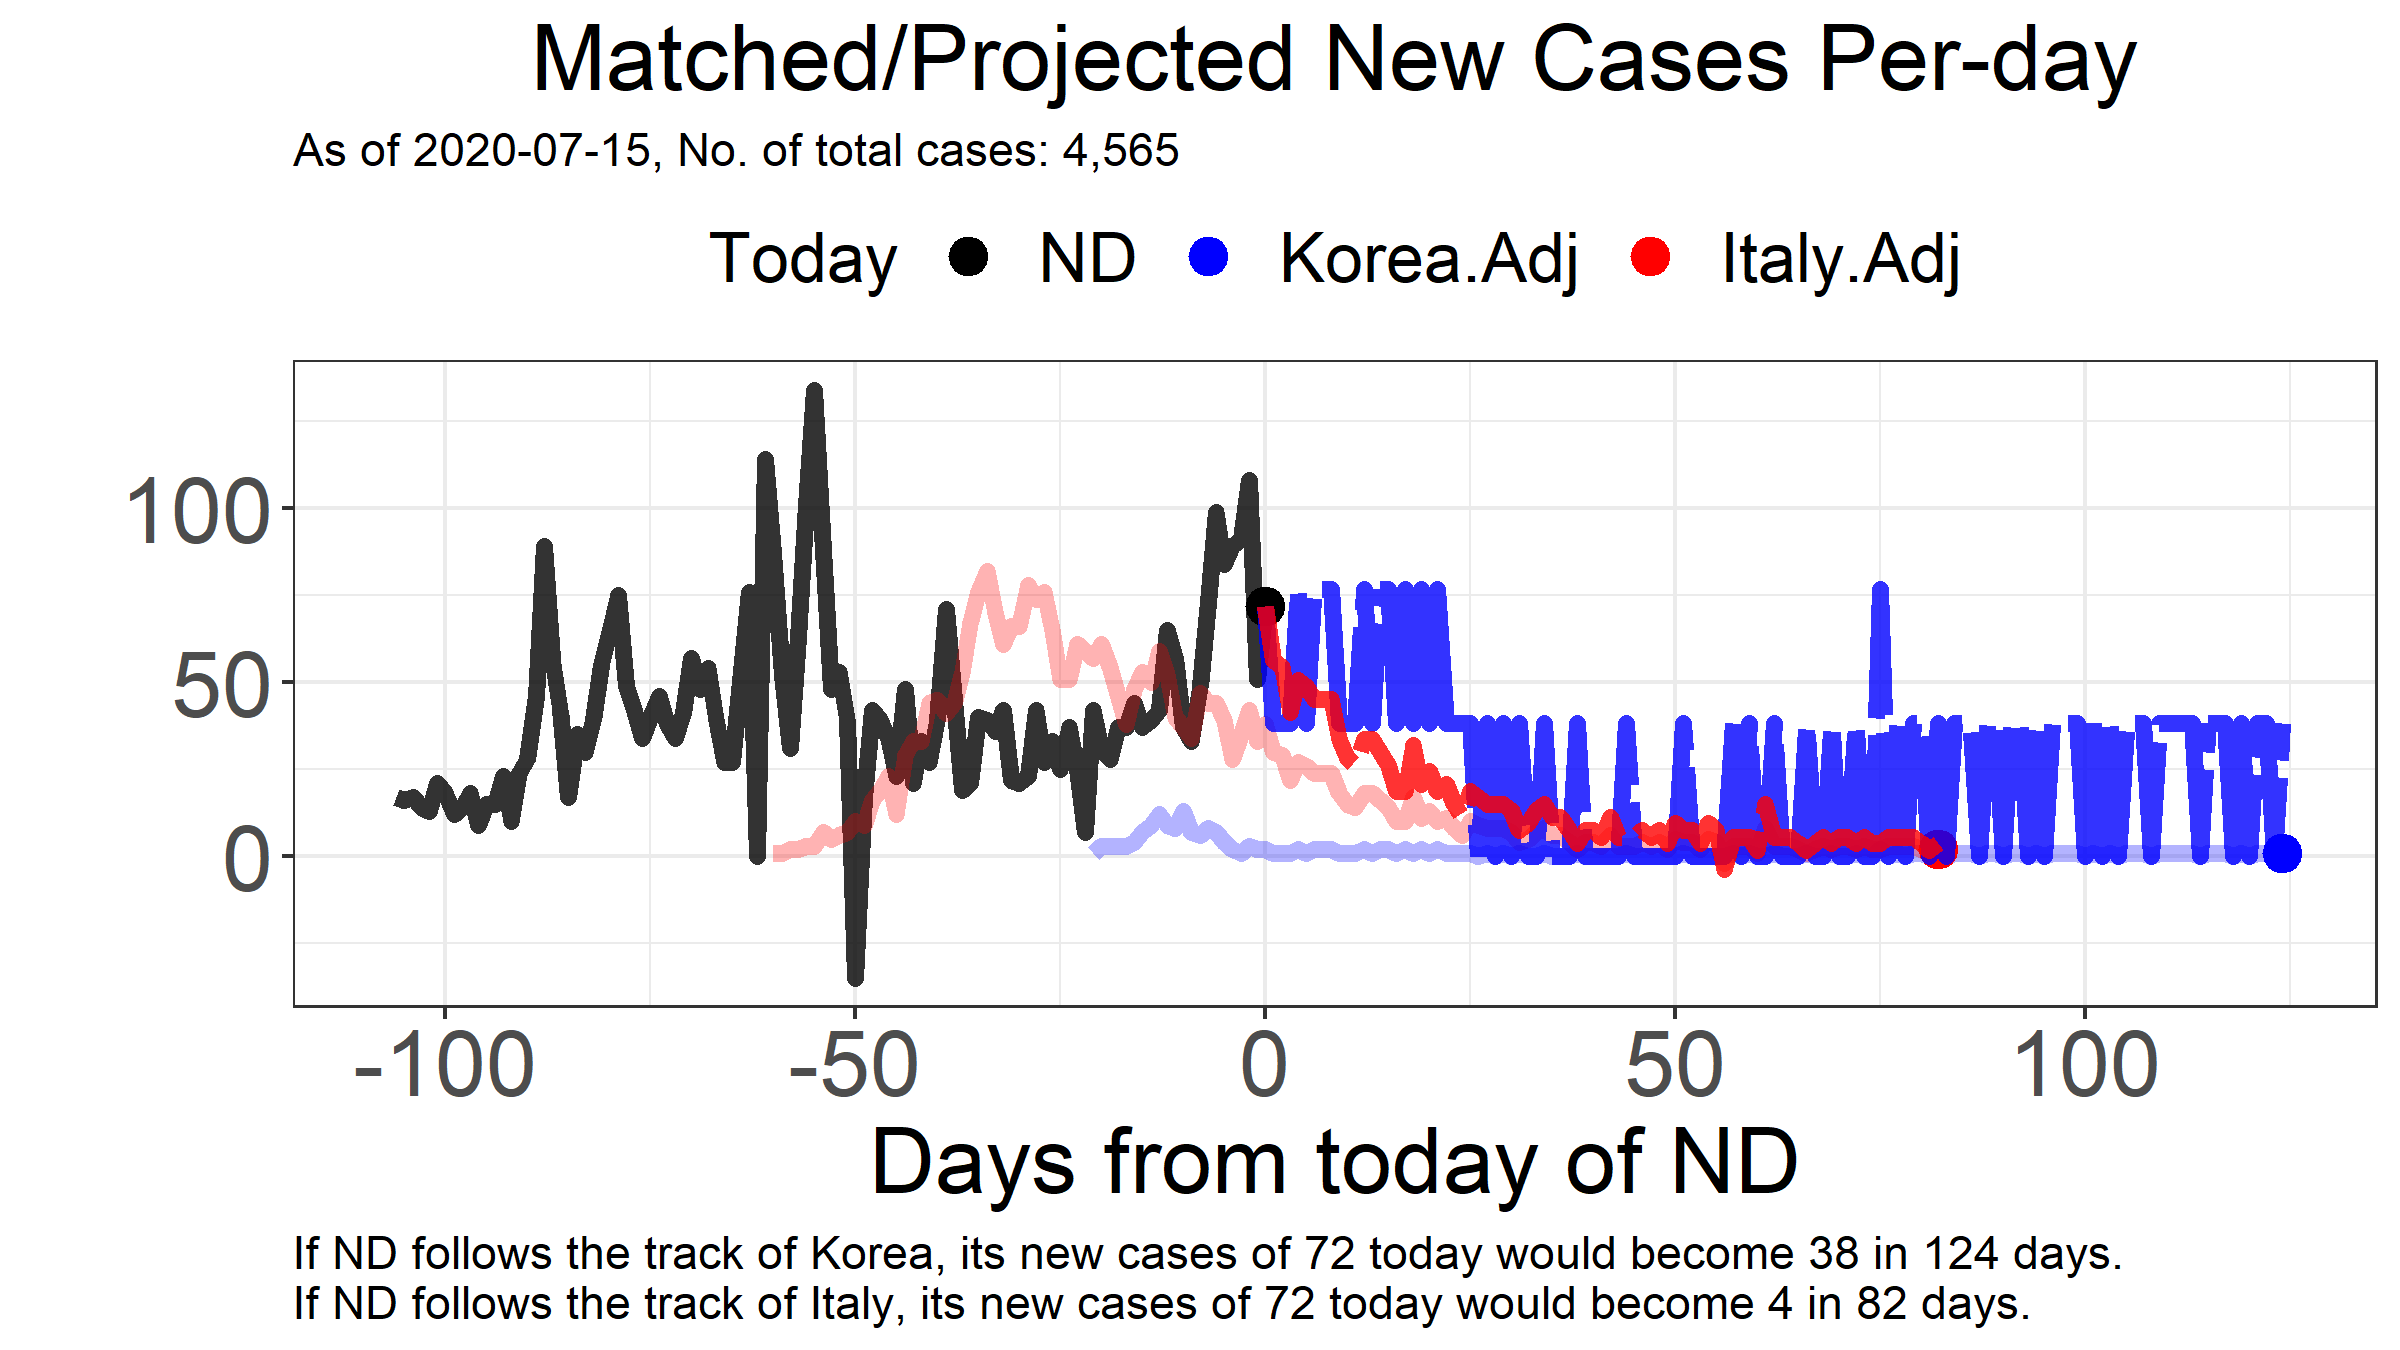 Matched/Projected New Cases Per-day
As of 2020-07-15, No. of total cases: 4,565
Today ND Korea.Adj Italy.Adj
100
50
0
-100 -50 0 50 100
Days from today of ND
If ND follows the track of Korea, its new cases of 72 today would become 38 in 124 days.
If ND follows the track of Italy, its new cases of 72 today would become 4 in 82 days.